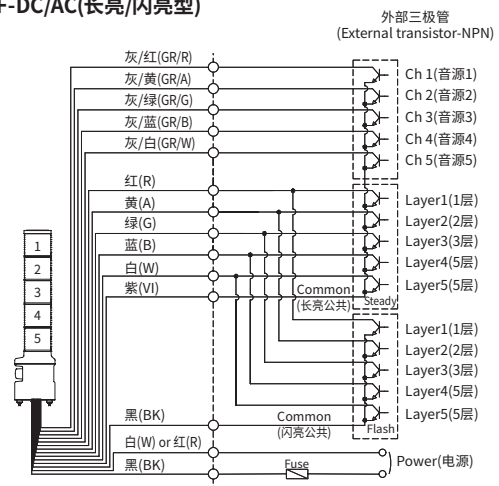 F-DC/AC(长亮/闪亮型)
外部三极管
(External transistor-NPN)
灰/红(GR/R)
灰/黄(GR/A)
灰/绿(GR/G)
灰/蓝(GR/B)
灰/白(GR/W)
Ch 1(音源1)
Ch 2(音源2)
Ch 3(音源3)
Ch 4(音源4)
Ch 5(音源5)
红(R)
黄(A)
绿(G)
蓝(B)
白(W)
紫(VI)
Layer1(1层)
Layer2(2层)
Layer3(3层)
Layer4(5层)
Layer5(5层)
Common
(长亮公共)
Steady
1
2
3
4
5
Layer1(1层)
Layer2(2层)
Layer3(3层)
Layer4(5层)
Layer5(5层)
黑(BK)
Common
(闪亮公共)
Flash
白(W) or 红(R)
黑(BK)
Fuse
Power(电源)